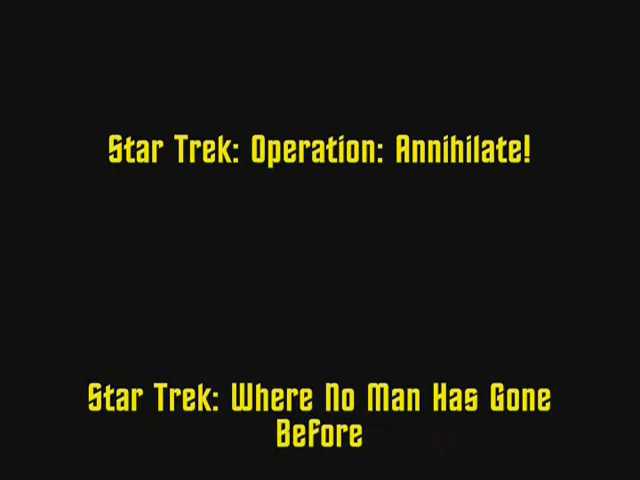 Star Trek: Operation: Annihilate!
Star Trek: Where No Man Has Gone
Before